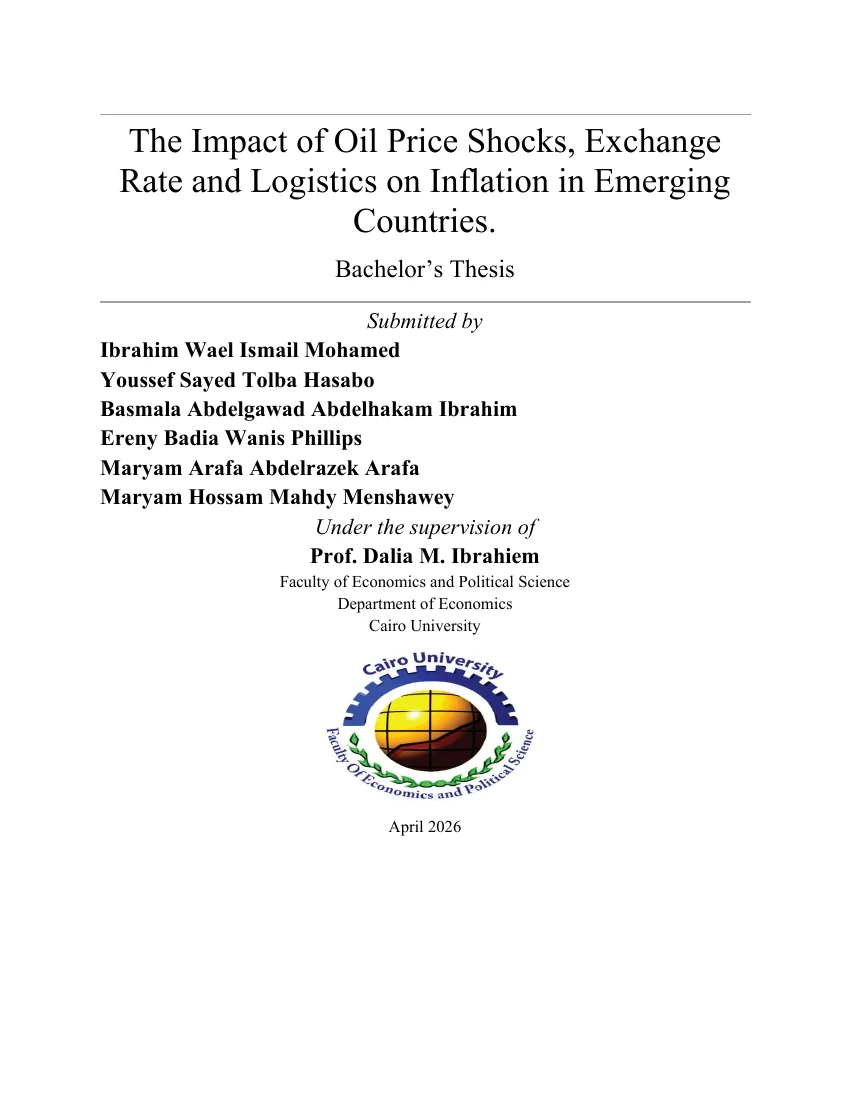 The Impact of Oil Price Shocks, Exchange
Rate and Logistics on Inflation in Emerging
Countries.
Bachelor’s Thesis
Submitted by
Ibrahim Wael Ismail Mohamed
Youssef Sayed Tolba Hasabo
Basmala Abdelgawad Abdelhakam Ibrahim
Ereny Badia Wanis Phillips
Maryam Arafa Abdelrazek Arafa
Maryam Hossam Mahdy Menshawey
Under the supervision of
Prof. Dalia M. Ibrahiem
Faculty of Economics and Political Science
Department of Economics
Cairo University
Cairo University
Faculty Of Economics and Political Science
April 2026